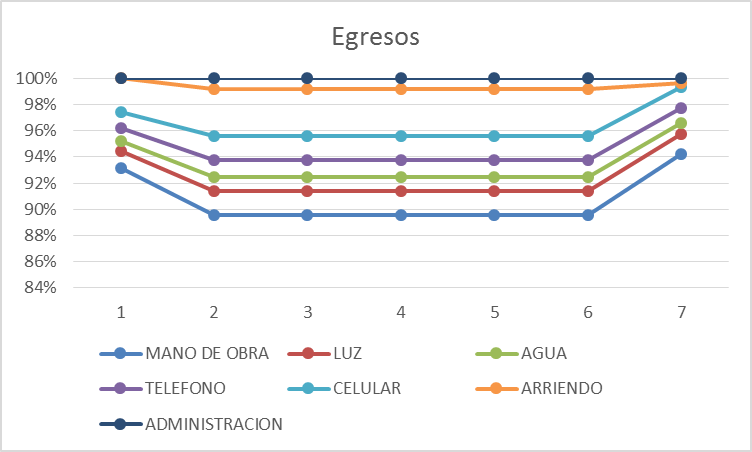 Egresos
100%
98%
96%
94%
92%
90%
88%
86%
84%
1 2 3 4 5 6 7
MANO DE OBRA LUZ AGUA
TELEFONO CELULAR ARRIENDO
ADMINISTRACION